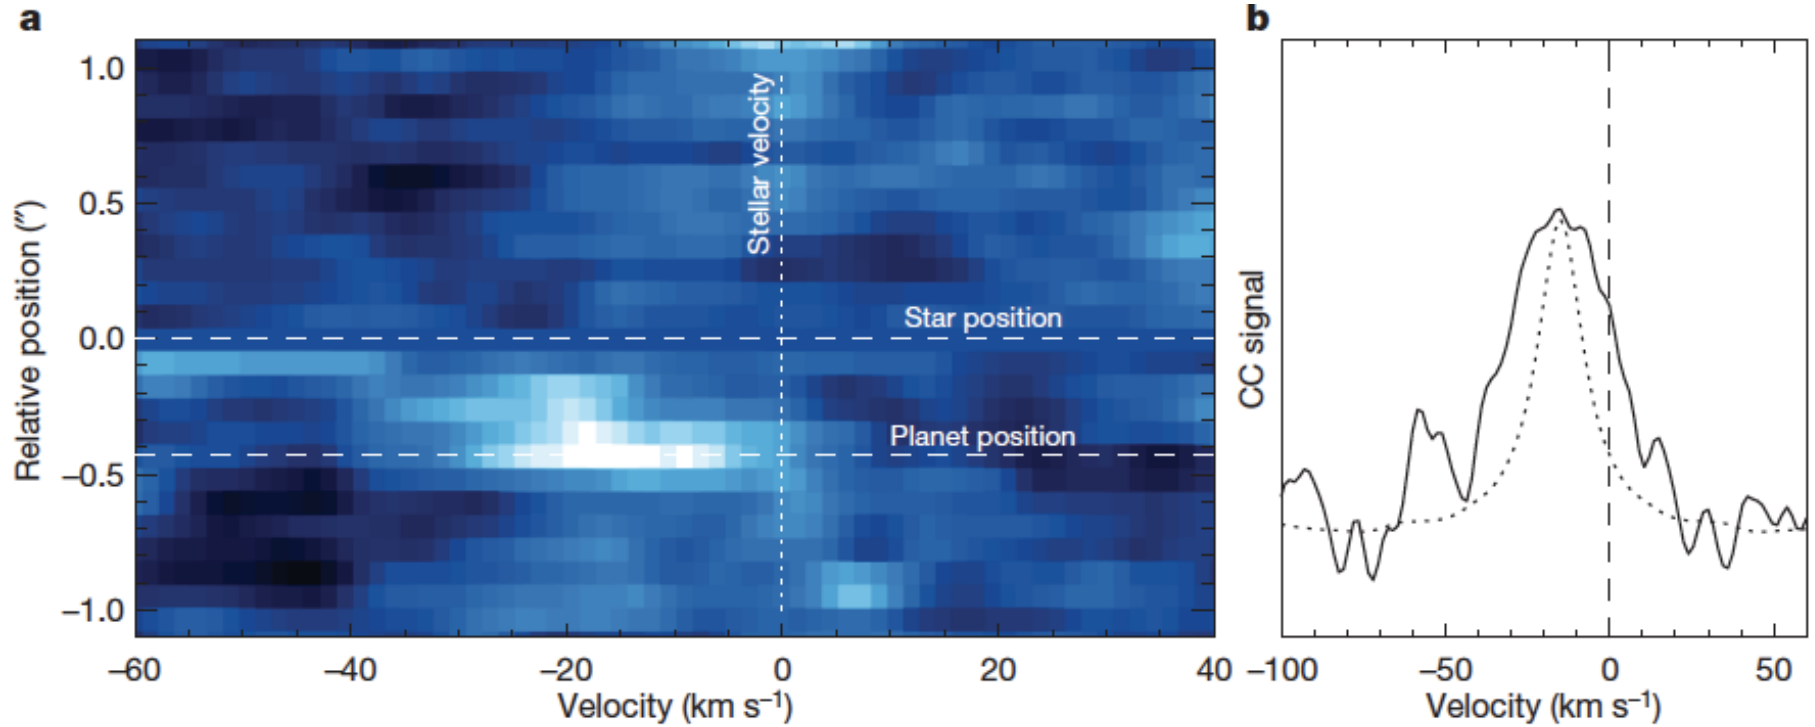 a
b
1.0
0.5
0.0
–0.5
–1.0
Relative position (″)
Stellar velocity
Star position
Planet position
–60
–40
–20
0
20
40
Velocity (km s⁻¹)
CC signal
–100
–50
0
50
Velocity (km s⁻¹)